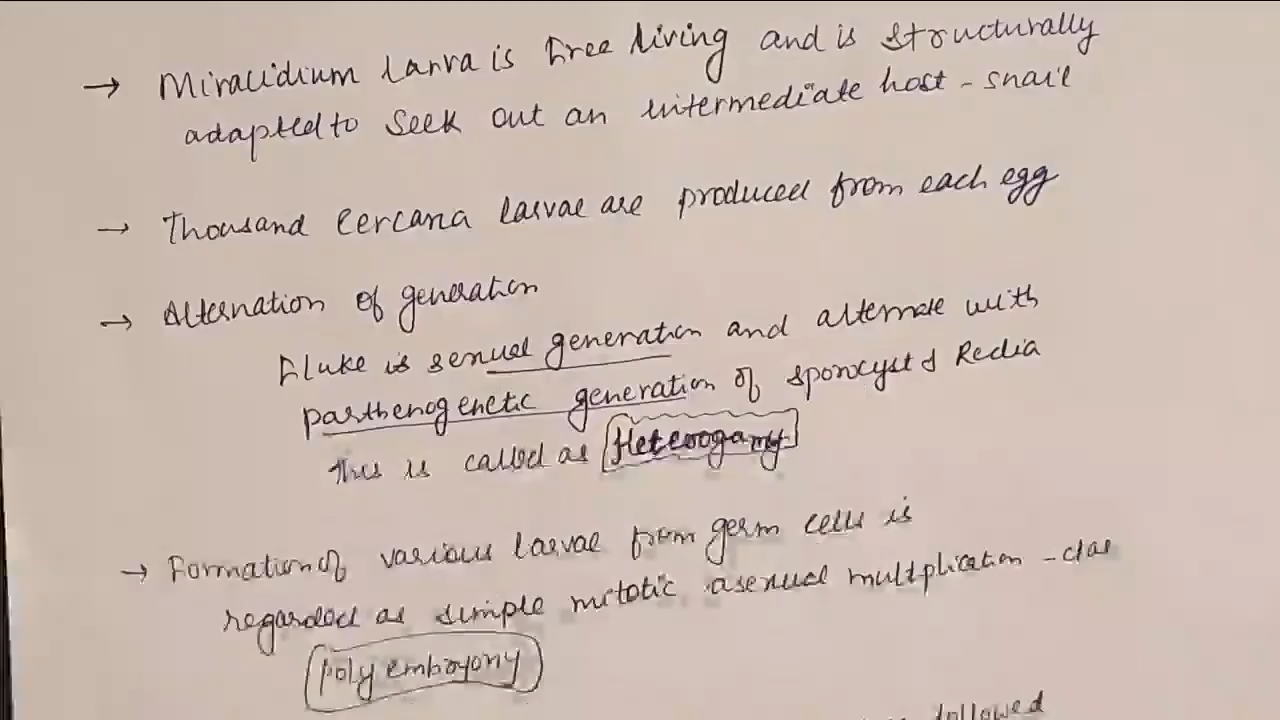 → Miracidium larva is free living and is structurally
adapted to seek out an intermediate host - snail
→ Thousand Cercaria larvae are produced from each egg
→ Alternation of generation
Fluke is sexual generation and alternate with
parthenogenetic generation of sporocyst & Redia
This is called as Heterogamy
→ Formation of various larvae from germ cells is
regarded as simple mitotic asexual multplication -
Poly embroyony
followed